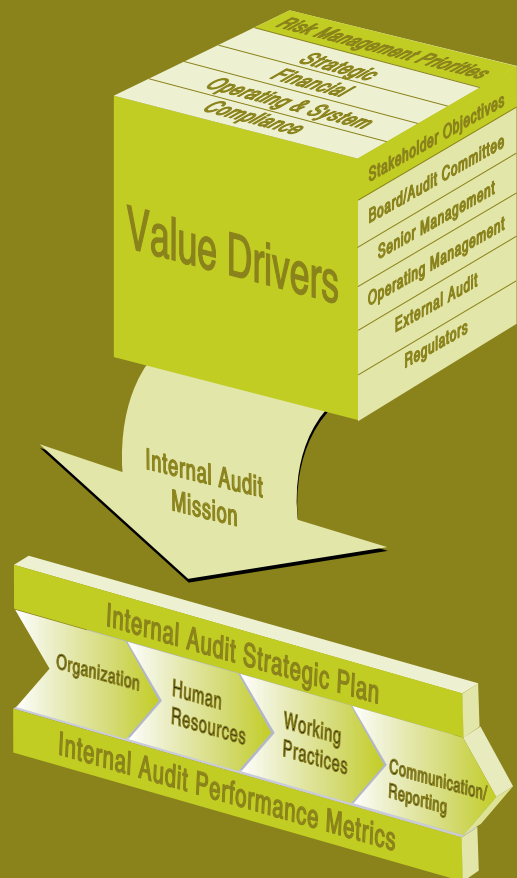 Risk Management Priorities
Strategic
Financial
Operating & System
Compliance
Stakeholder Objectives
Board/Audit Committee
Senior Management
Operating Management
External Audit
Regulators
Value Drivers
Internal Audit
Mission
Internal Audit Strategic Plan
Organization
Human
Resources
Working
Practices
Communication/
Reporting
Internal Audit Performance Metrics